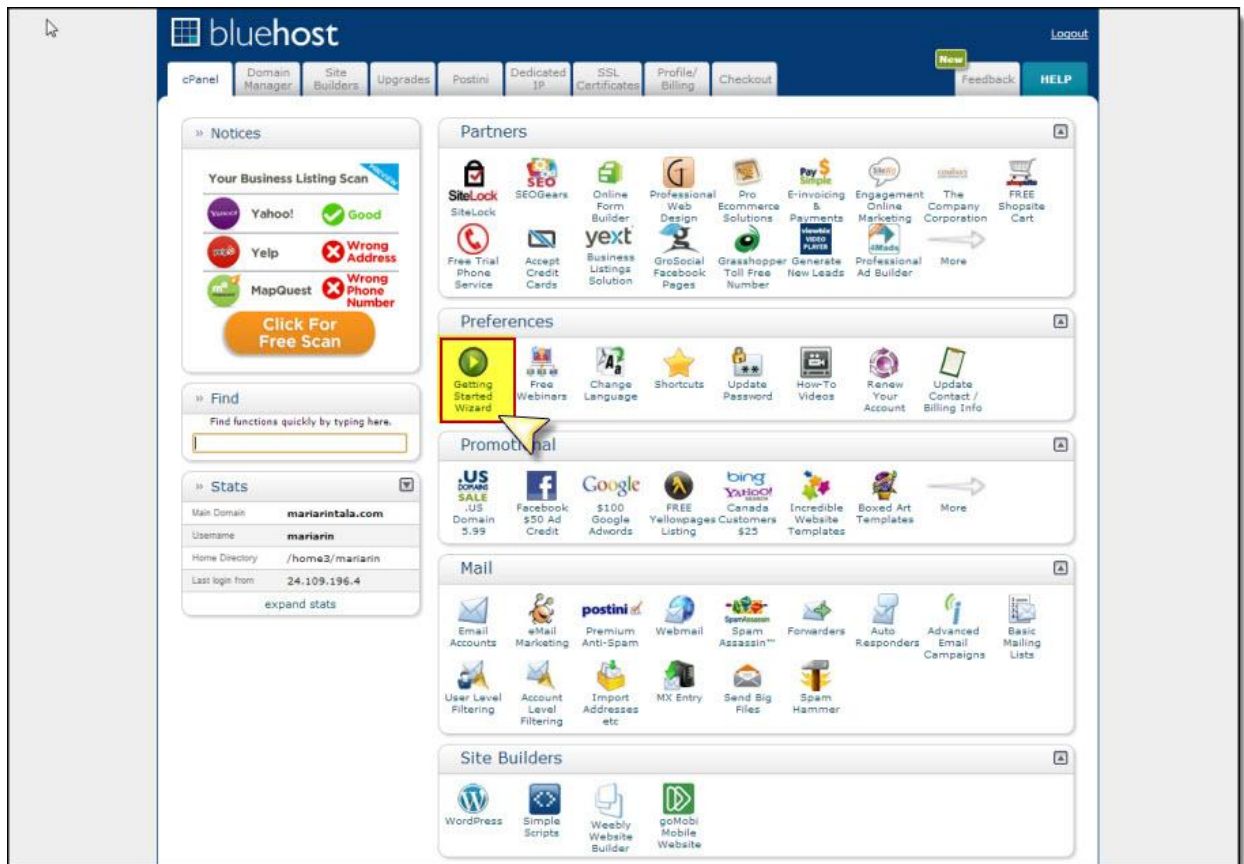 bluehost
Logout
New
cPanel
Domain
Manager
Site
Builders
Upgrades
Postini
Dedicated
IP
SSL
Certificates
Profile/
Billing
Checkout
Feedback
HELP
» Notices
Your Business Listing Scan
PREVIEW
Yahoo!
Good
Yelp
Wrong
Address
MapQuest
Wrong
Phone
Number
Click For
Free Scan
» Find
Find functions quickly by typing here.
» Stats
Main Domain mariarintala.com
Username mariarin
Home Directory /home3/mariarin
Last login from 24.109.196.4
expand stats
Partners
SiteLock
SiteLock
SEO
SEOGears
Online
Form
Builder
Professional
Web
Design
Pro
Ecommerce
Solutions
Pay
Simple
E-invoicing
&
Payments
Engagement
Online
Marketing
The
Company
Corporation
FREE
Shopsite
Cart
Free Trial
Phone
Service
Accept
Credit
Cards
yext
Business
Listings
Solution
GroSocial
Facebook
Pages
Grasshopper
Toll Free
Number
viewbix
VIDEO
PLAYER
Generate
New Leads
4Mads
Professional
Ad Builder
More
Preferences
Getting
Started
Wizard
Free
Webinars
Change
Language
Shortcuts
Update
Password
How-To
Videos
Renew
Your
Account
Update
Contact /
Billing Info
Promotional
.US
DOMAINS
SALE
.US
Domain
5.99
Facebook
$50 Ad
Credit
Google
$100
Google
Adwords
FREE
Yellowpages
Listing
bing
YAHOO!
SEARCH
Canada
Customers
$25
Incredible
Website
Templates
Boxed Art
Templates
More
Mail
Email
Accounts
eMail
Marketing
postini
Premium
Anti-Spam
Webmail
SpamAssassin
Spam
Assassin™
Forwarders
Auto
Responders
Advanced
Email
Campaigns
Basic
Mailing
Lists
User Level
Filtering
Account
Level
Filtering
Import
Addresses
etc
MX Entry
Send Big
Files
Spam
Hammer
Site Builders
WordPress
Simple
Scripts
Weebly
Website
Builder
goMobi
Mobile
Website